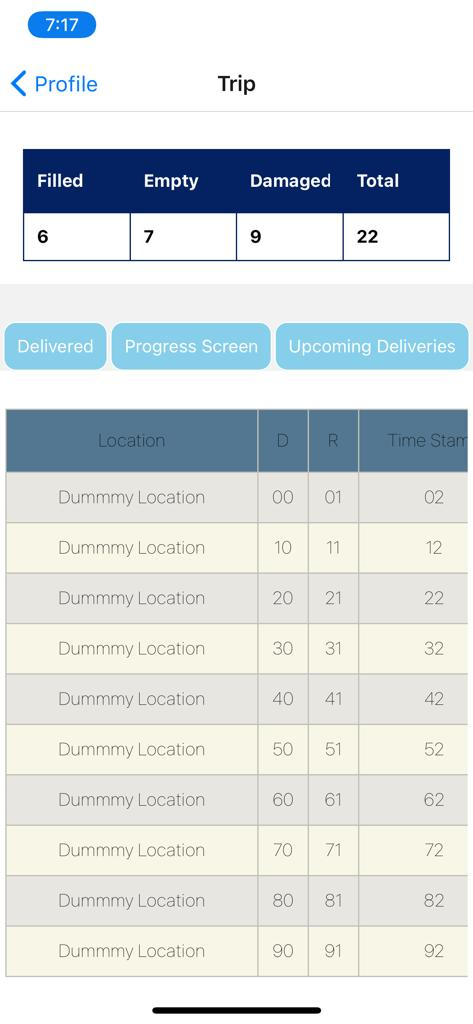 7:17
Profile Trip
Filled Empty Damaged Total
6 7 9 22
Delivered Progress Screen Upcoming Deliveries
Location D R Time Stam
Dummmy Location 00 01 02
Dummmy Location 10 11 12
Dummmy Location 20 21 22
Dummmy Location 30 31 32
Dummmy Location 40 41 42
Dummmy Location 50 51 52
Dummmy Location 60 61 62
Dummmy Location 70 71 72
Dummmy Location 80 81 82
Dummmy Location 90 91 92